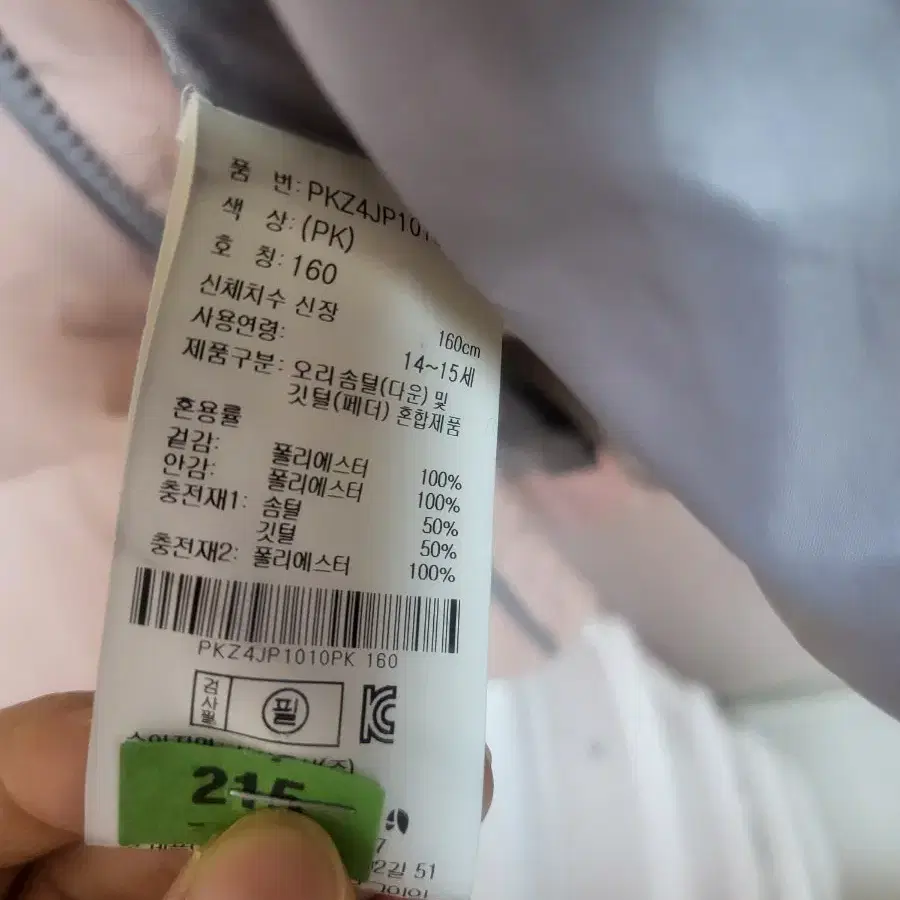 품 번: PKZ4JP101
색 상: (PK)
호 칭: 160
신체치수 신장 160cm
사용연령: 14~15세
제품구분: 오리솜털(다운) 및
깃털(페더) 혼합제품
혼용률
겉감: 폴리에스터 100%
안감: 폴리에스터 100%
충전재1: 솜털 50%
깃털 50%
충전재2: 폴리에스터 100%
PKZ4JP1010PK 160
검사필 필 KC
215
7
길 51